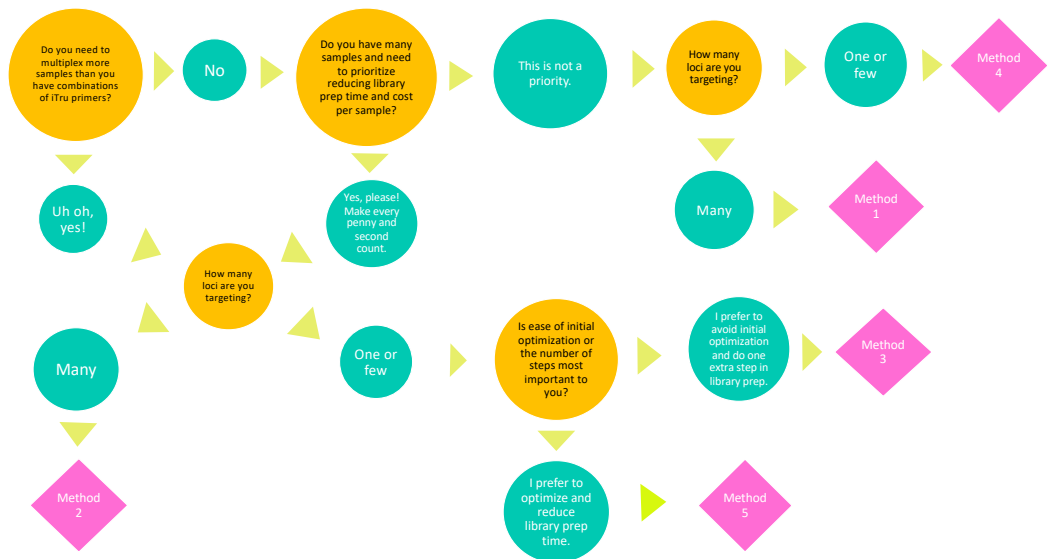 Do you need to
multiplex more
samples than you
have combinations
of iTru primers?
No
Do you have many
samples and need
to prioritize
reducing library
prep time and cost
per sample?
This is not a
priority.
How many
loci are you
targeting?
One or
few
Method
4
Uh oh,
yes!
Yes, please!
Make every
penny and
second
count.
Many
Method
1
How many
loci are you
targeting?
Many
One or
few
Is ease of initial
optimization or
the number of
steps most
important to
you?
I prefer to
avoid initial
optimization
and do one
extra step in
library prep.
Method
3
Method
2
I prefer to
optimize and
reduce
library prep
time.
Method
5